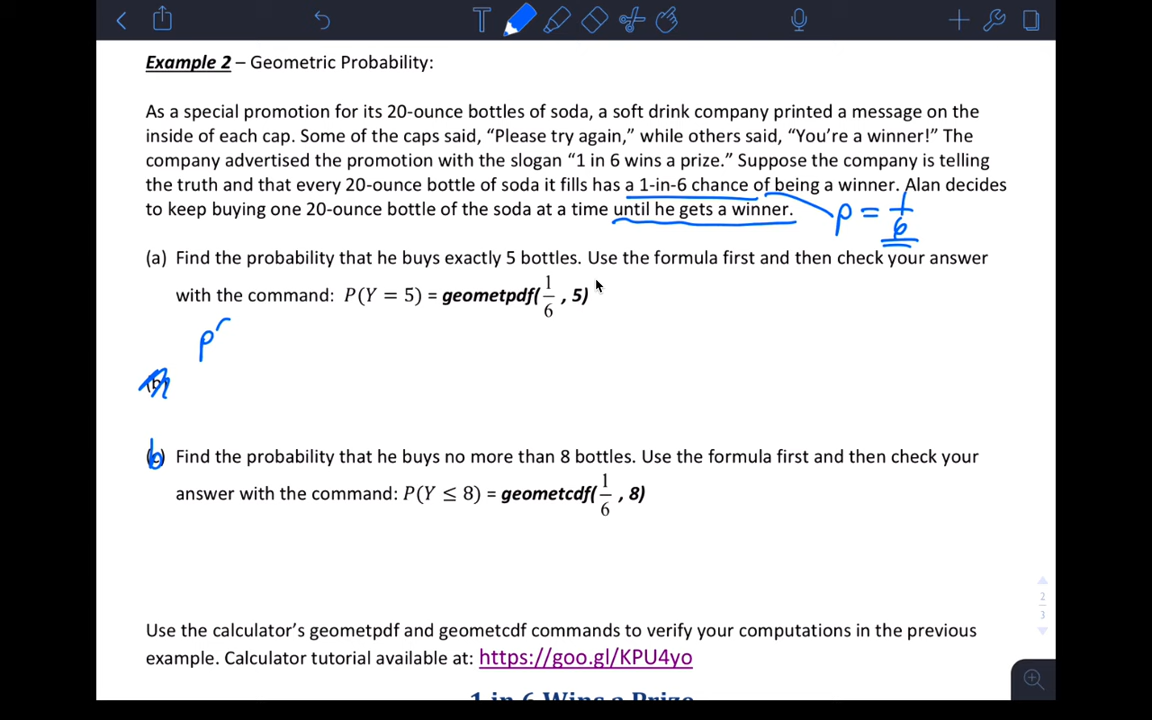 T
Example 2 – Geometric Probability:
As a special promotion for its 20-ounce bottles of soda, a soft drink company printed a message on the
inside of each cap. Some of the caps said, “Please try again,” while others said, “You’re a winner!” The
company advertised the promotion with the slogan “1 in 6 wins a prize.” Suppose the company is telling
the truth and that every 20-ounce bottle of soda it fills has a 1-in-6 chance of being a winner. Alan decides
to keep buying one 20-ounce bottle of the soda at a time until he gets a winner.
p = 1/6
(a) Find the probability that he buys exactly 5 bottles. Use the formula first and then check your answer
with the command: P(Y = 5) = geometpdf(1/6 , 5)
pr
b Find the probability that he buys no more than 8 bottles. Use the formula first and then check your
answer with the command: P(Y ≤ 8) = geometcdf(1/6 , 8)
Use the calculator’s geometpdf and geometcdf commands to verify your computations in the previous
example. Calculator tutorial available at: https://goo.gl/KPU4yo
1 in 6 Wins a Prize
2
3